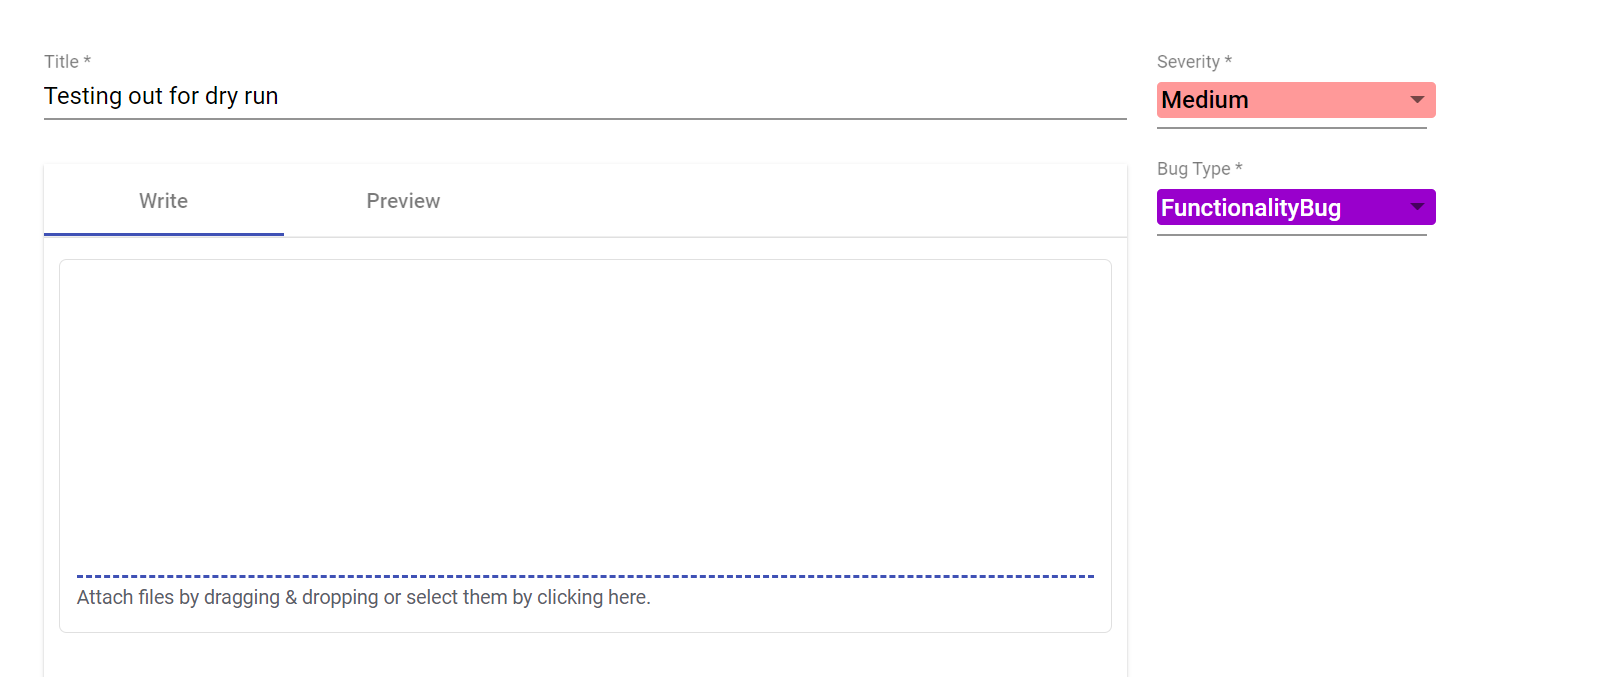 Title *
Testing out for dry run
Severity *
Medium
Bug Type *
FunctionalityBug
Write
Preview
Attach files by dragging & dropping or select them by clicking here.